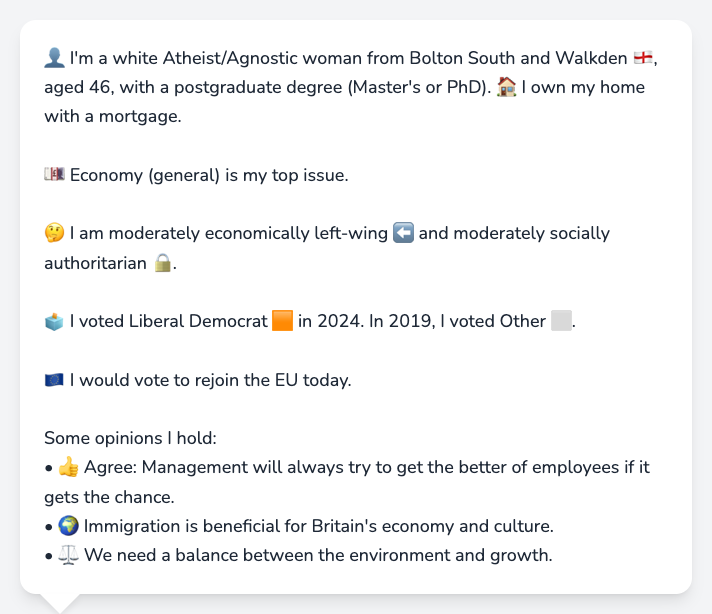 👤 I'm a white Atheist/Agnostic woman from Bolton South and Walkden 🏴󠁧󠁢󠁥󠁮󠁧󠁿,
aged 46, with a postgraduate degree (Master's or PhD). 🏠 I own my home
with a mortgage.
💷 Economy (general) is my top issue.
🤔 I am moderately economically left-wing ⬅️ and moderately socially
authoritarian 🔒.
🗳️ I voted Liberal Democrat 🟧 in 2024. In 2019, I voted Other ⬜.
🇪🇺 I would vote to rejoin the EU today.
Some opinions I hold:
• 👍 Agree: Management will always try to get the better of employees if it
gets the chance.
• 🌍 Immigration is beneficial for Britain's economy and culture.
• ⚖️ We need a balance between the environment and growth.